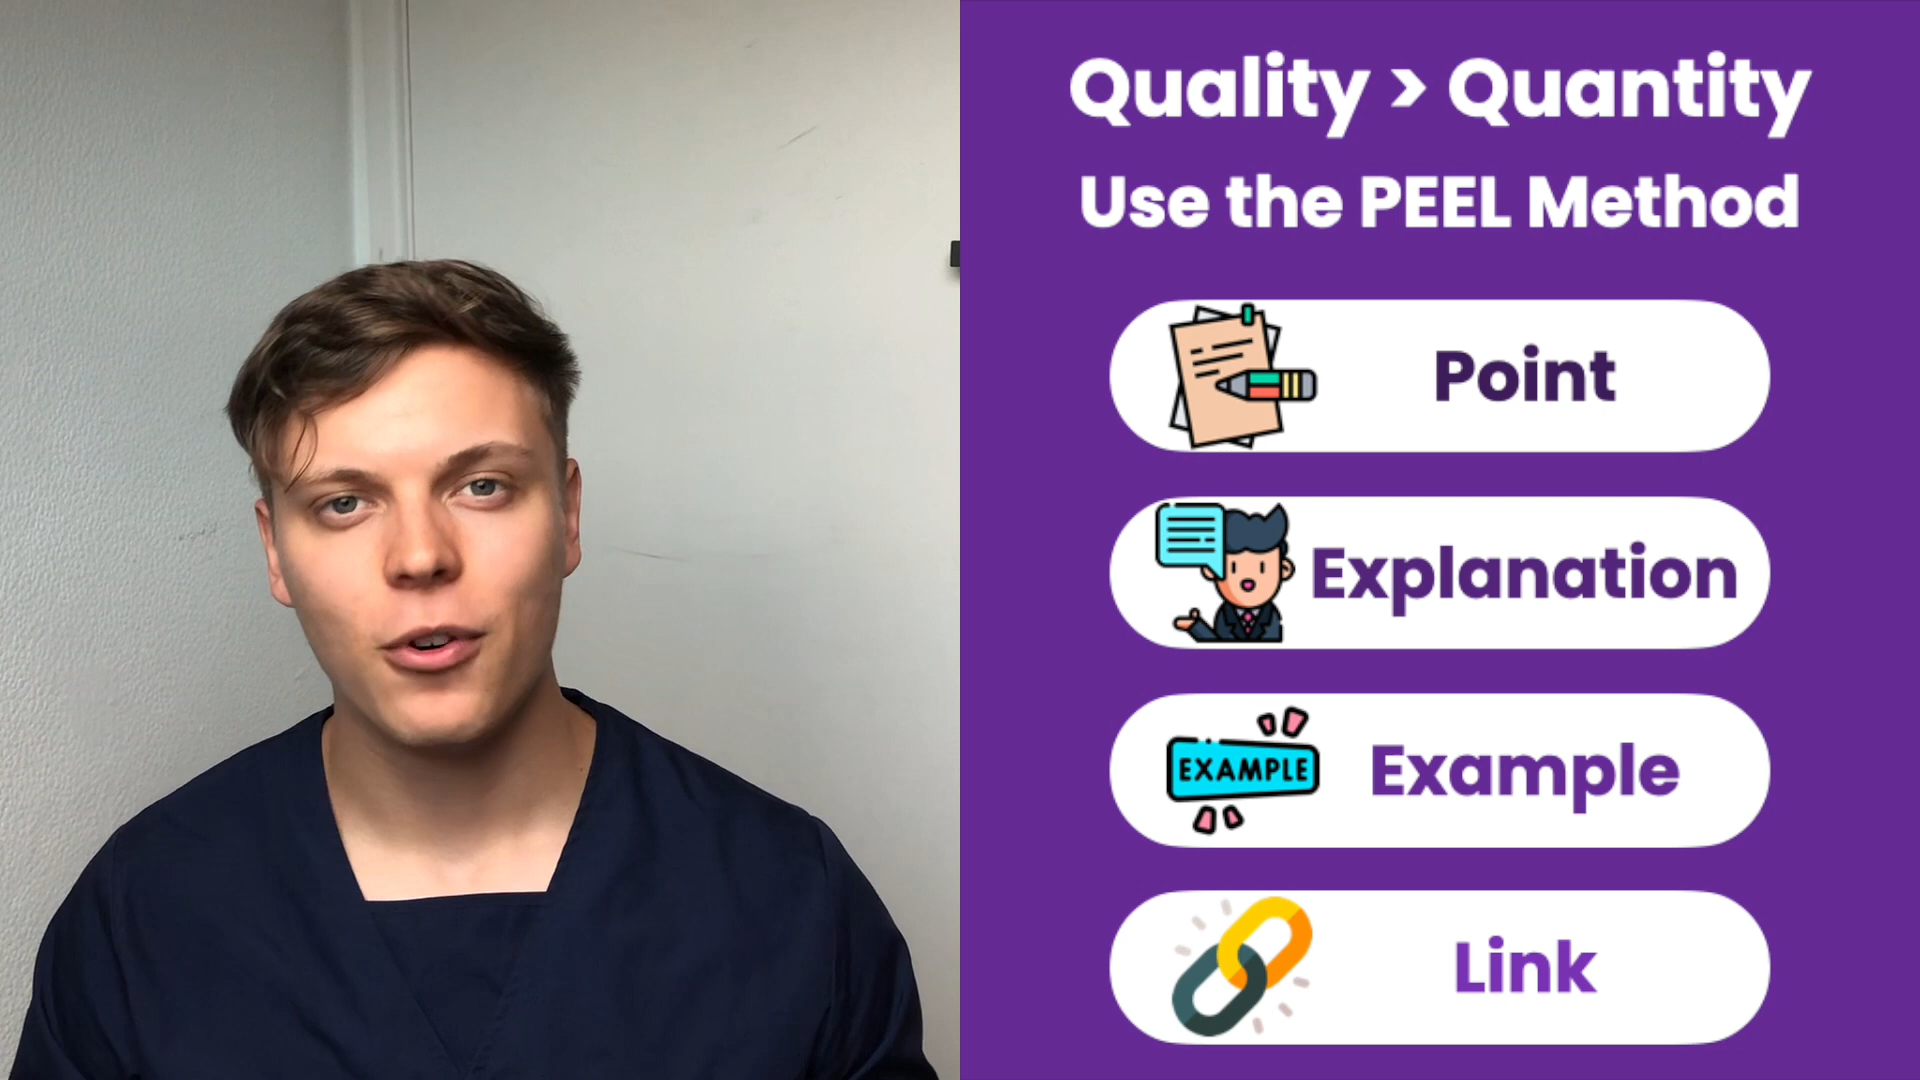 Quality > Quantity
Use the PEEL Method
Point
Explanation
EXAMPLE
Example
Link